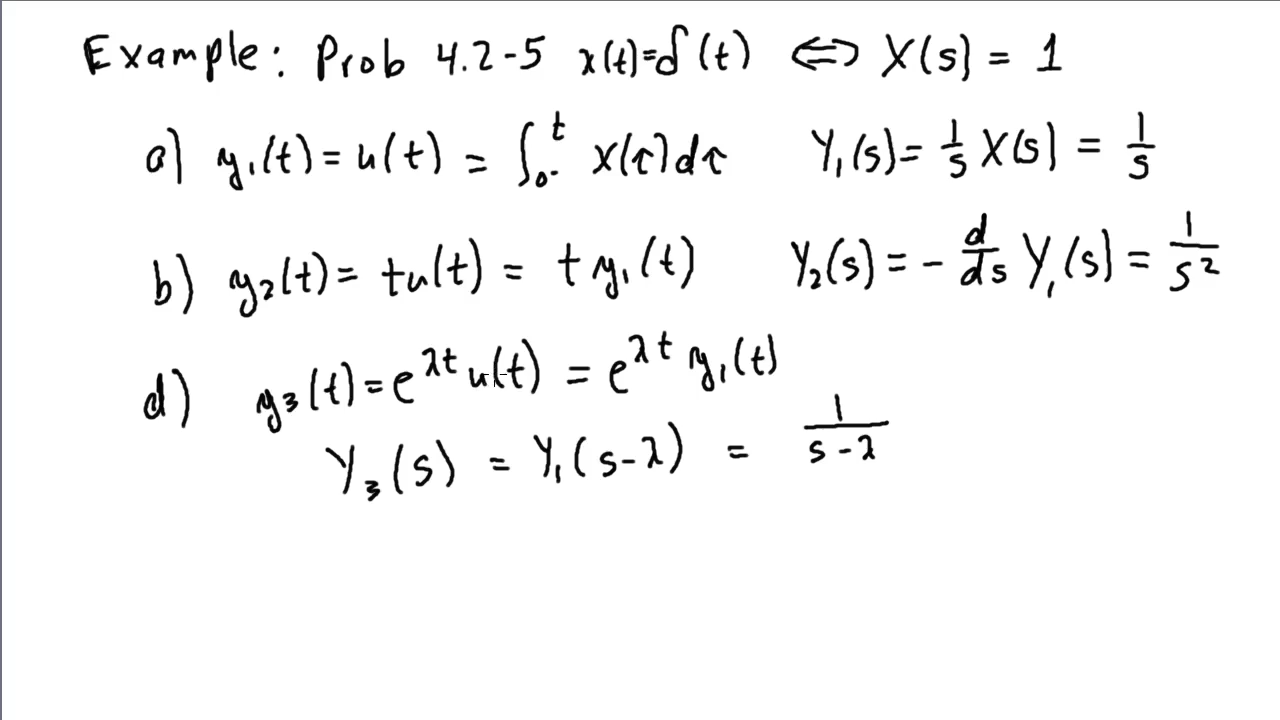 Example: Prob 4.2-5 x(t)=δ(t) ⟺ X(s) = 1
a) y₁(t) = u(t) = ∫₀₋ᵗ x(τ)dτ Y₁(s) = 1/s X(s) = 1/s
b) y₂(t) = tu(t) = t y₁(t) Y₂(s) = - d/ds Y₁(s) = 1/s²
d) y₃(t) = e^λt u(t) = e^λt y₁(t)
Y₃(s) = Y₁(s-λ) = 1/(s-λ)